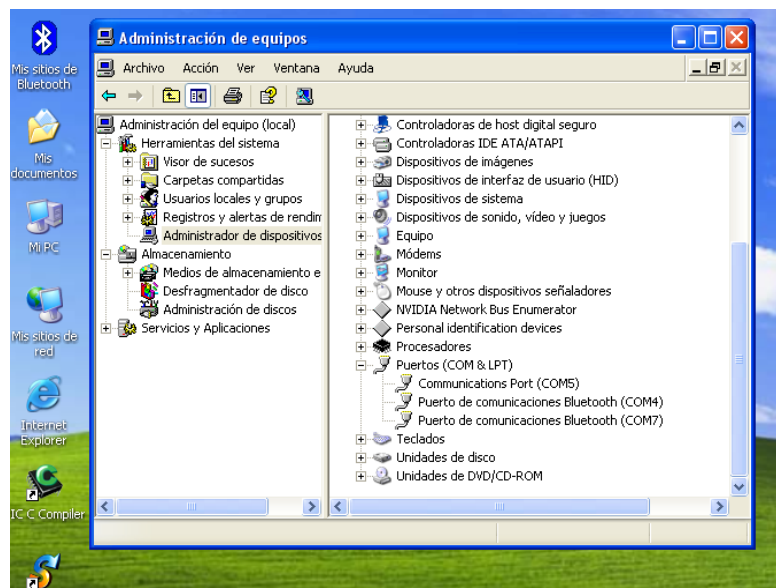 Mis sitios de
Bluetooth
Mis
documentos
Mi PC
Mis sitios de
red
Internet
Explorer
IC C Compiler
Administración de equipos
Archivo Acción Ver Ventana Ayuda
Administración del equipo (local)
Herramientas del sistema
Visor de sucesos
Carpetas compartidas
Usuarios locales y grupos
Registros y alertas de rendim
Administrador de dispositivos
Almacenamiento
Medios de almacenamiento e
Desfragmentador de disco
Administración de discos
Servicios y Aplicaciones
Controladoras de host digital seguro
Controladoras IDE ATA/ATAPI
Dispositivos de imágenes
Dispositivos de interfaz de usuario (HID)
Dispositivos de sistema
Dispositivos de sonido, vídeo y juegos
Equipo
Módems
Monitor
Mouse y otros dispositivos señaladores
NVIDIA Network Bus Enumerator
Personal identification devices
Procesadores
Puertos (COM & LPT)
Communications Port (COM5)
Puerto de comunicaciones Bluetooth (COM4)
Puerto de comunicaciones Bluetooth (COM7)
Teclados
Unidades de disco
Unidades de DVD/CD-ROM